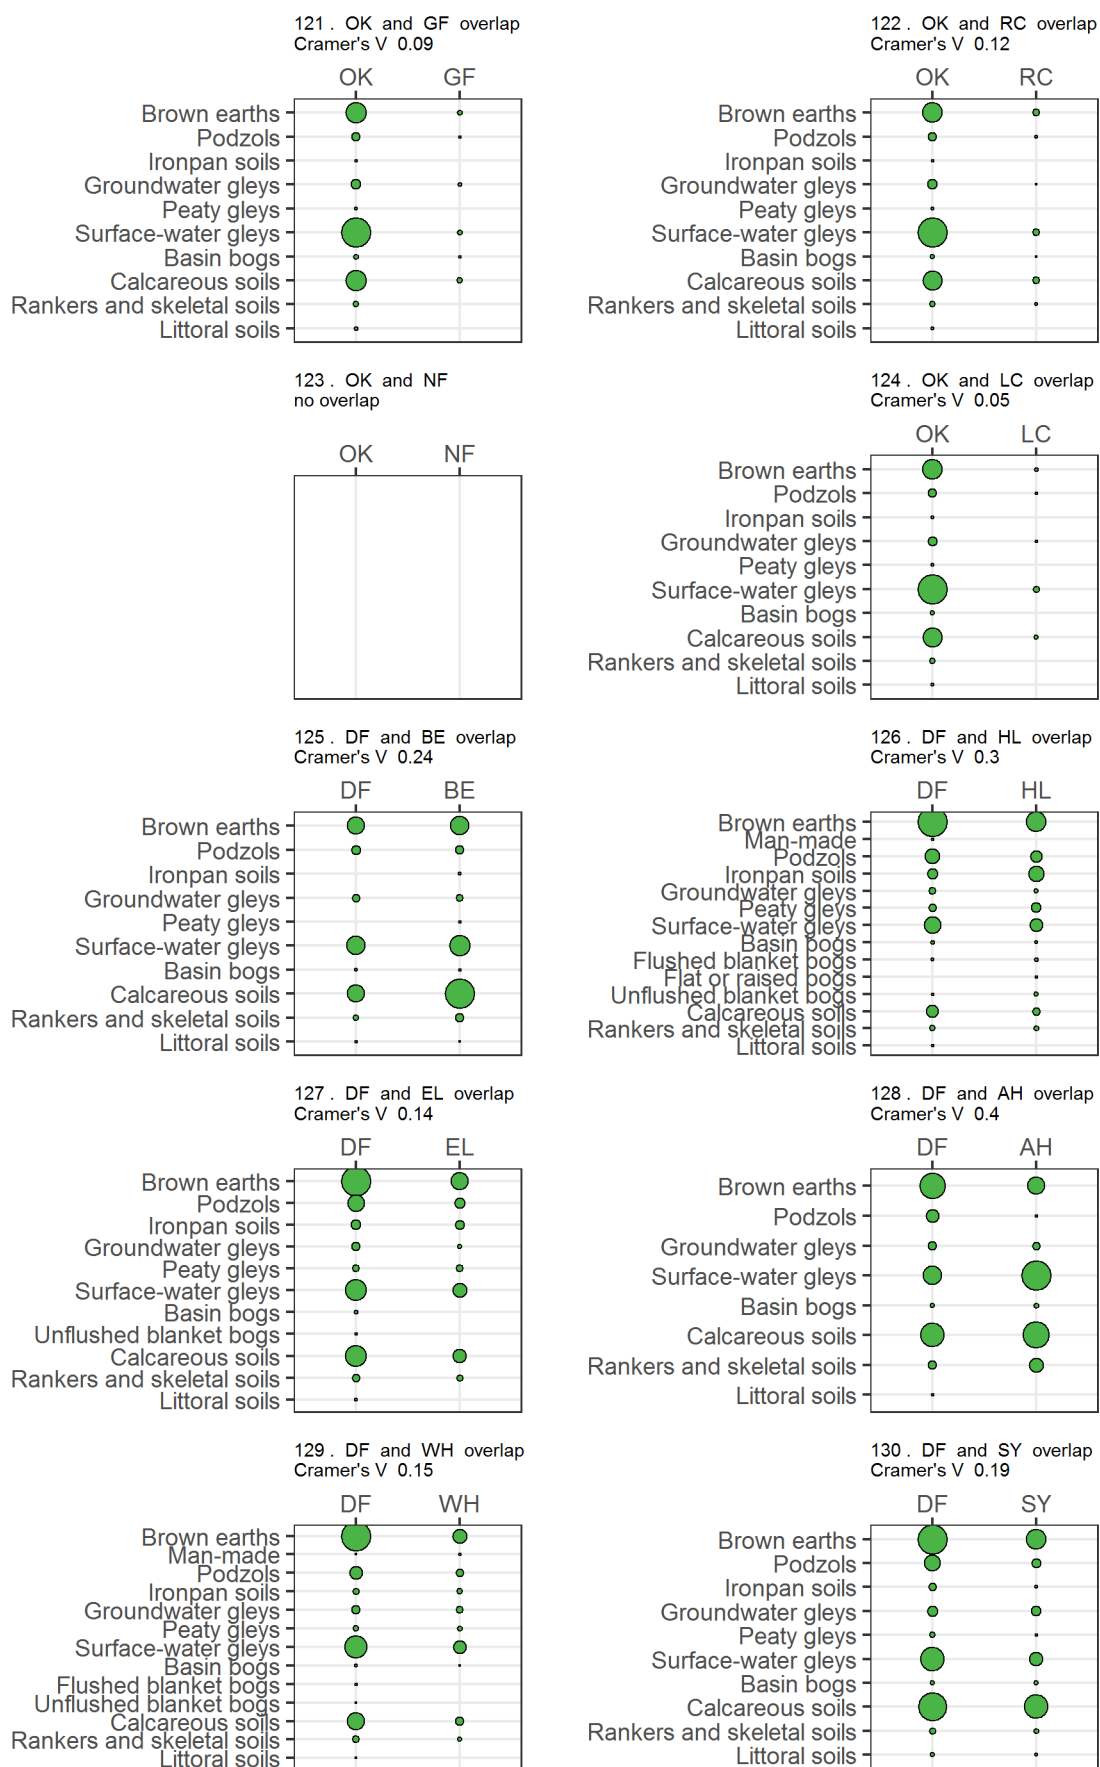 121 . OK and GF overlap
Cramer's V 0.09
OK GF
Brown earths
Podzols
Ironpan soils
Groundwater gleys
Peaty gleys
Surface-water gleys
Basin bogs
Calcareous soils
Rankers and skeletal soils
Littoral soils
122 . OK and RC overlap
Cramer's V 0.12
OK RC
Brown earths
Podzols
Ironpan soils
Groundwater gleys
Peaty gleys
Surface-water gleys
Basin bogs
Calcareous soils
Rankers and skeletal soils
Littoral soils
123 . OK and NF
no overlap
OK NF
124 . OK and LC overlap
Cramer's V 0.05
OK LC
Brown earths
Podzols
Ironpan soils
Groundwater gleys
Peaty gleys
Surface-water gleys
Basin bogs
Calcareous soils
Rankers and skeletal soils
Littoral soils
125 . DF and BE overlap
Cramer's V 0.24
DF BE
Brown earths
Podzols
Ironpan soils
Groundwater gleys
Peaty gleys
Surface-water gleys
Basin bogs
Calcareous soils
Rankers and skeletal soils
Littoral soils
126 . DF and HL overlap
Cramer's V 0.3
DF HL
Brown earths
Man-made
Podzols
Ironpan soils
Groundwater gleys
Peaty gleys
Surface-water gleys
Basin bogs
Flushed blanket bogs
Flat or raised bogs
Unflushed blanket bogs
Calcareous soils
Rankers and skeletal soils
Littoral soils
127 . DF and EL overlap
Cramer's V 0.14
DF EL
Brown earths
Podzols
Ironpan soils
Groundwater gleys
Peaty gleys
Surface-water gleys
Basin bogs
Unflushed blanket bogs
Calcareous soils
Rankers and skeletal soils
Littoral soils
128 . DF and AH overlap
Cramer's V 0.4
DF AH
Brown earths
Podzols
Groundwater gleys
Surface-water gleys
Basin bogs
Calcareous soils
Rankers and skeletal soils
Littoral soils
129 . DF and WH overlap
Cramer's V 0.15
DF WH
Brown earths
Man-made
Podzols
Ironpan soils
Groundwater gleys
Peaty gleys
Surface-water gleys
Basin bogs
Flushed blanket bogs
Unflushed blanket bogs
Calcareous soils
Rankers and skeletal soils
Littoral soils
130 . DF and SY overlap
Cramer's V 0.19
DF SY
Brown earths
Podzols
Ironpan soils
Groundwater gleys
Peaty gleys
Surface-water gleys
Basin bogs
Calcareous soils
Rankers and skeletal soils
Littoral soils